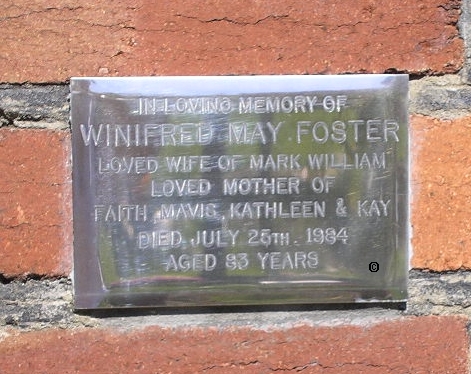 IN LOVING MEMORY OF
WINIFRED MAY FOSTER
LOVED WIFE OF MARK WILLIAM
LOVED MOTHER OF
FAITH, MAVIS, KATHLEEN & KAY
DIED JULY 25TH. 1984
AGED 83 YEARS
©